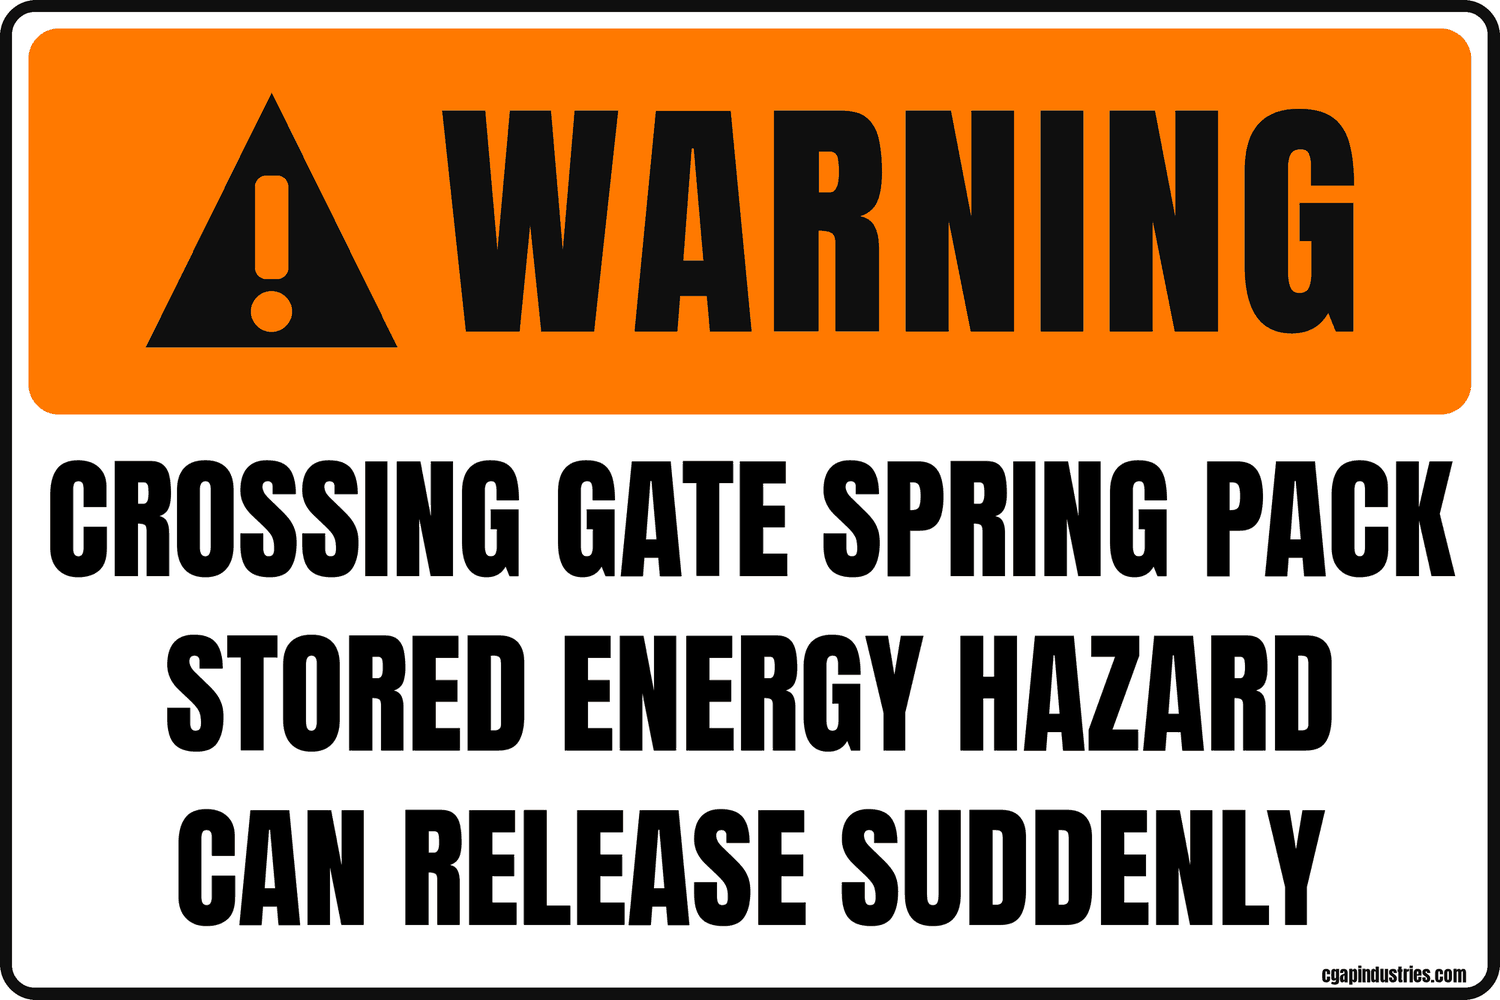 WARNING
CROSSING GATE SPRING PACK
STORED ENERGY HAZARD
CAN RELEASE SUDDENLY
cgapindustries.com